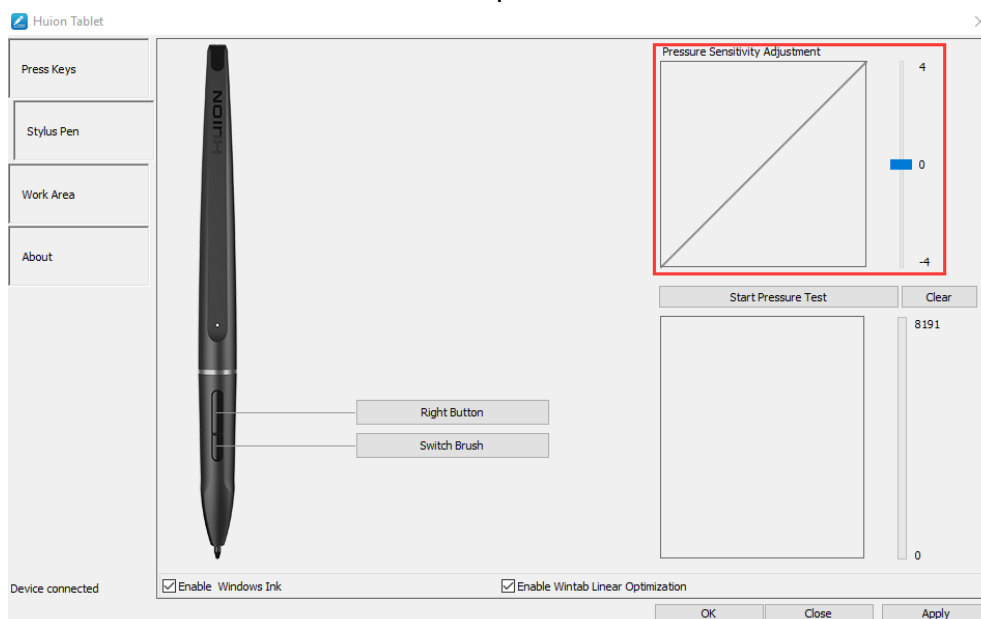 Huion Tablet
Press Keys
Stylus Pen
Work Area
About
Device connected
HUION
Right Button
Switch Brush
Enable Windows Ink
Enable Wintab Linear Optimization
Pressure Sensitivity Adjustment
4
0
-4
Start Pressure Test
Clear
8191
0
OK
Close
Apply